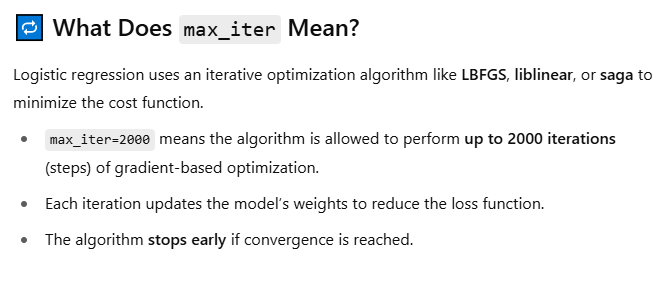 🔁 What Does max_iter Mean?
Logistic regression uses an iterative optimization algorithm like LBFGS, liblinear, or saga to
minimize the cost function.
• max_iter=2000 means the algorithm is allowed to perform up to 2000 iterations
(steps) of gradient-based optimization.
• Each iteration updates the model's weights to reduce the loss function.
• The algorithm stops early if convergence is reached.